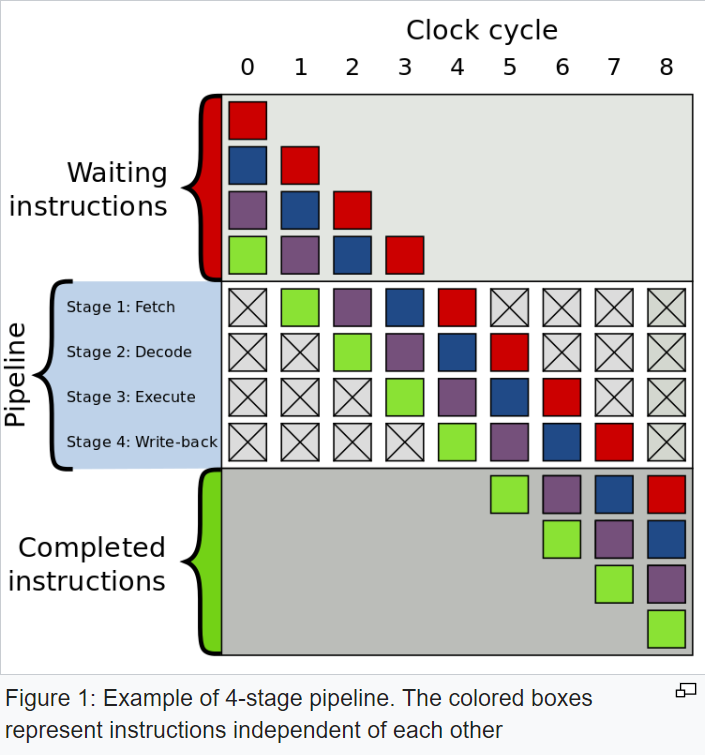 Clock cycle
0 1 2 3 4 5 6 7 8
Waiting
instructions
Pipeline
Stage 1: Fetch
Stage 2: Decode
Stage 3: Execute
Stage 4: Write-back
Completed
instructions
Figure 1: Example of 4-stage pipeline. The colored boxes
represent instructions independent of each other